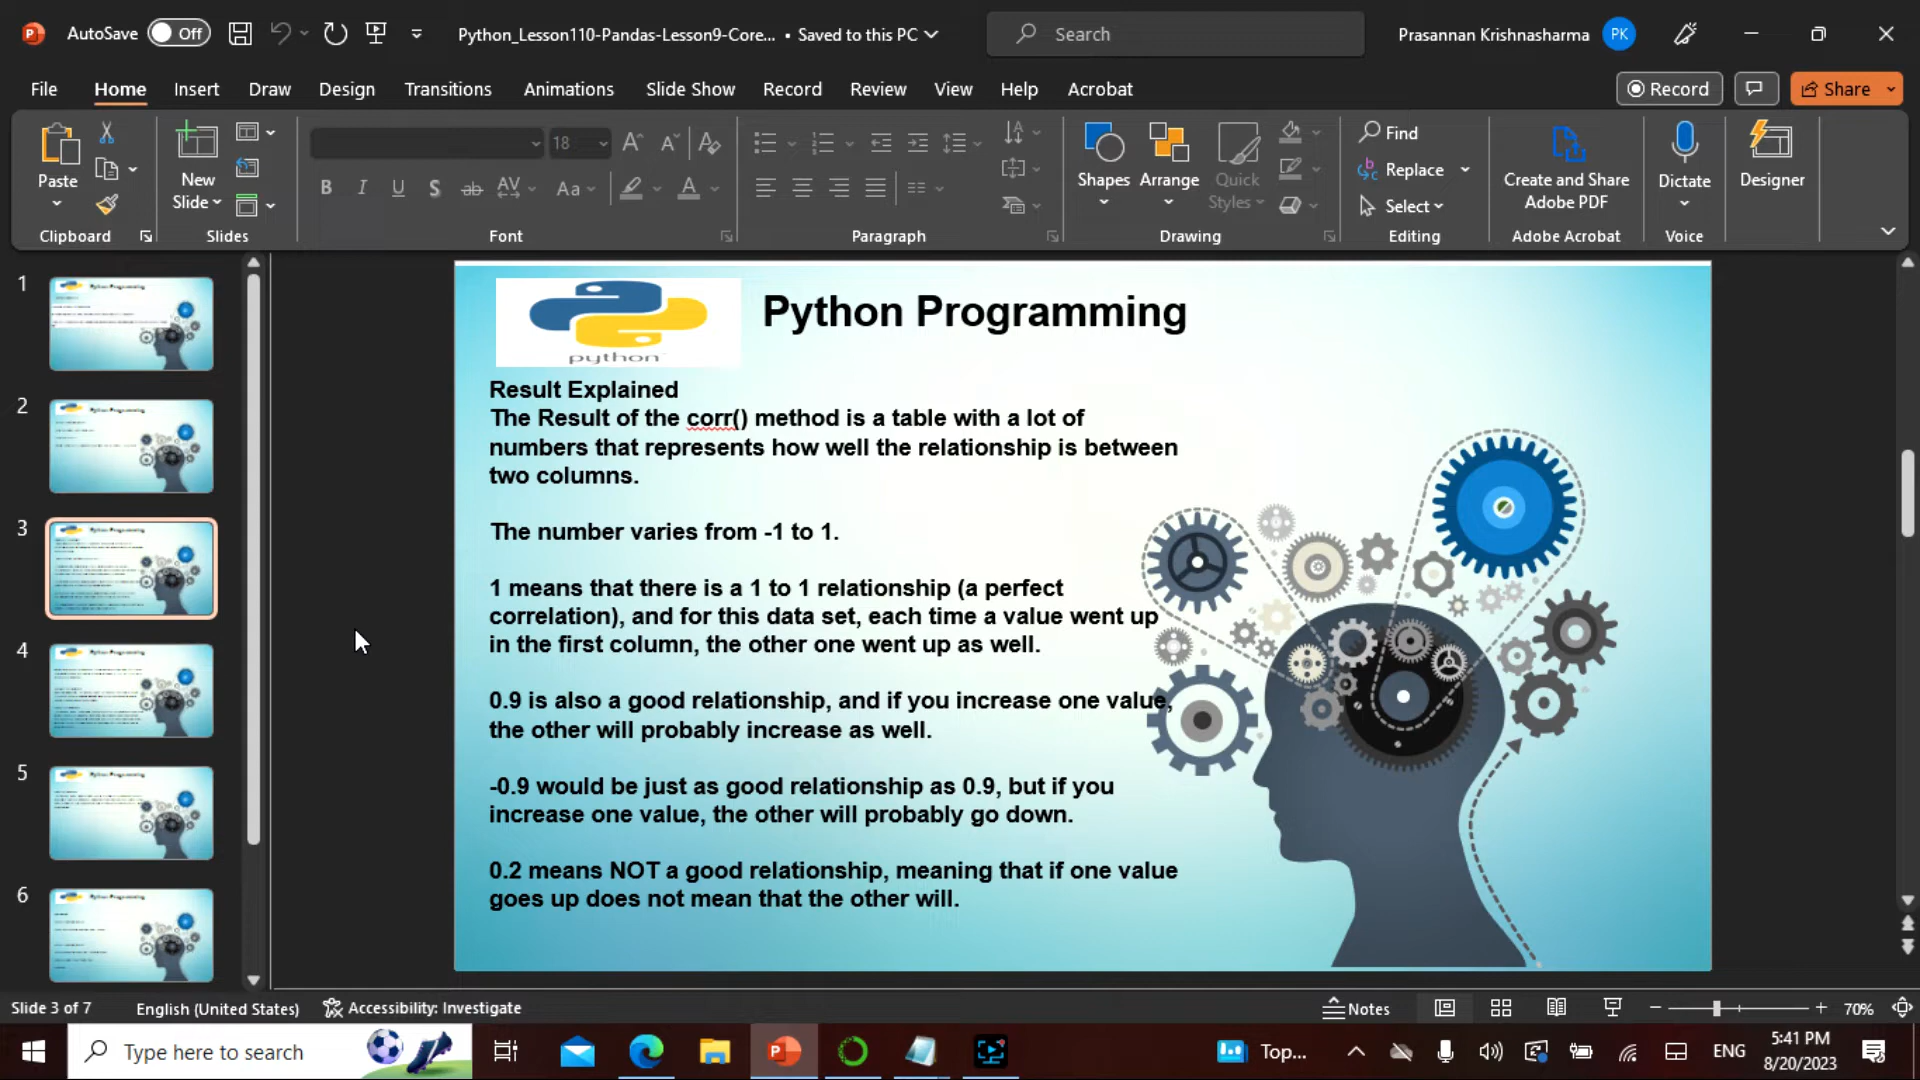 AutoSave Off Python_Lesson110-Pandas-Lesson9-Core... • Saved to this PC Search Prasannan Krishnasharma PK
File Home Insert Draw Design Transitions Animations Slide Show Record Review View Help Acrobat Record Share
Paste
New
Slide
18
B I U S ab AV Aa A
Shapes Arrange Quick
Styles
Find
Replace
Select
Create and Share
Adobe PDF
Dictate
Designer
Clipboard Slides Font Paragraph Drawing Editing Adobe Acrobat Voice
1
2
3
4
5
6
python
Python Programming
Result Explained
The Result of the corr() method is a table with a lot of
numbers that represents how well the relationship is between
two columns.
The number varies from -1 to 1.
1 means that there is a 1 to 1 relationship (a perfect
correlation), and for this data set, each time a value went up
in the first column, the other one went up as well.
0.9 is also a good relationship, and if you increase one value,
the other will probably increase as well.
-0.9 would be just as good relationship as 0.9, but if you
increase one value, the other will probably go down.
0.2 means NOT a good relationship, meaning that if one value
goes up does not mean that the other will.
Slide 3 of 7 English (United States) Accessibility: Investigate Notes 70%
Type here to search Top... ENG 5:41 PM
8/20/2023